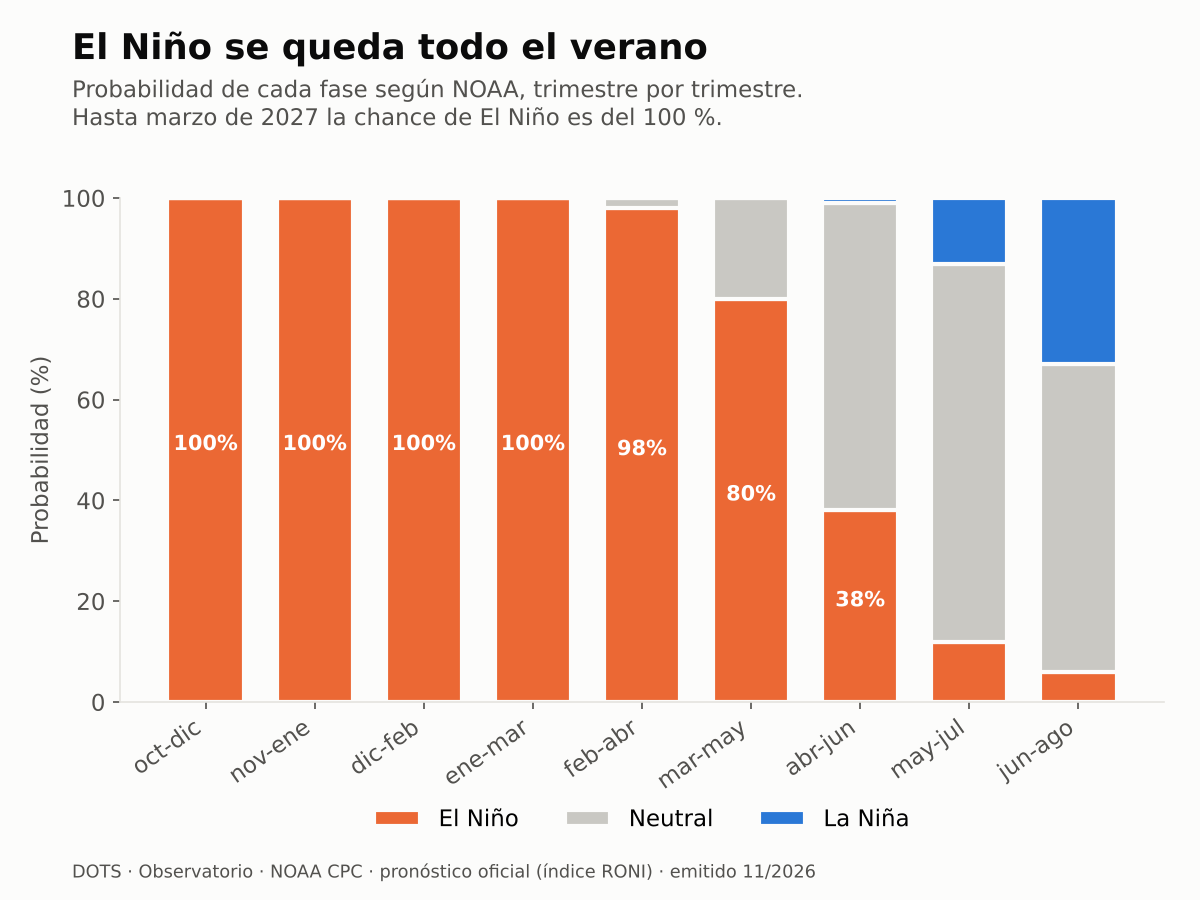 El Niño se queda todo el verano
Probabilidad de cada fase según NOAA, trimestre por trimestre.
Hasta marzo de 2027 la chance de El Niño es del 100 %.
Probabilidad (%)
100
80
60
40
20
0
100%
100%
100%
100%
98%
80%
38%
oct-dic
nov-ene
dic-feb
ene-mar
feb-abr
mar-may
abr-jun
may-jul
jun-ago
El Niño
Neutral
La Niña
DOTS · Observatorio · NOAA CPC · pronóstico oficial (índice RONI) · emitido 11/2026